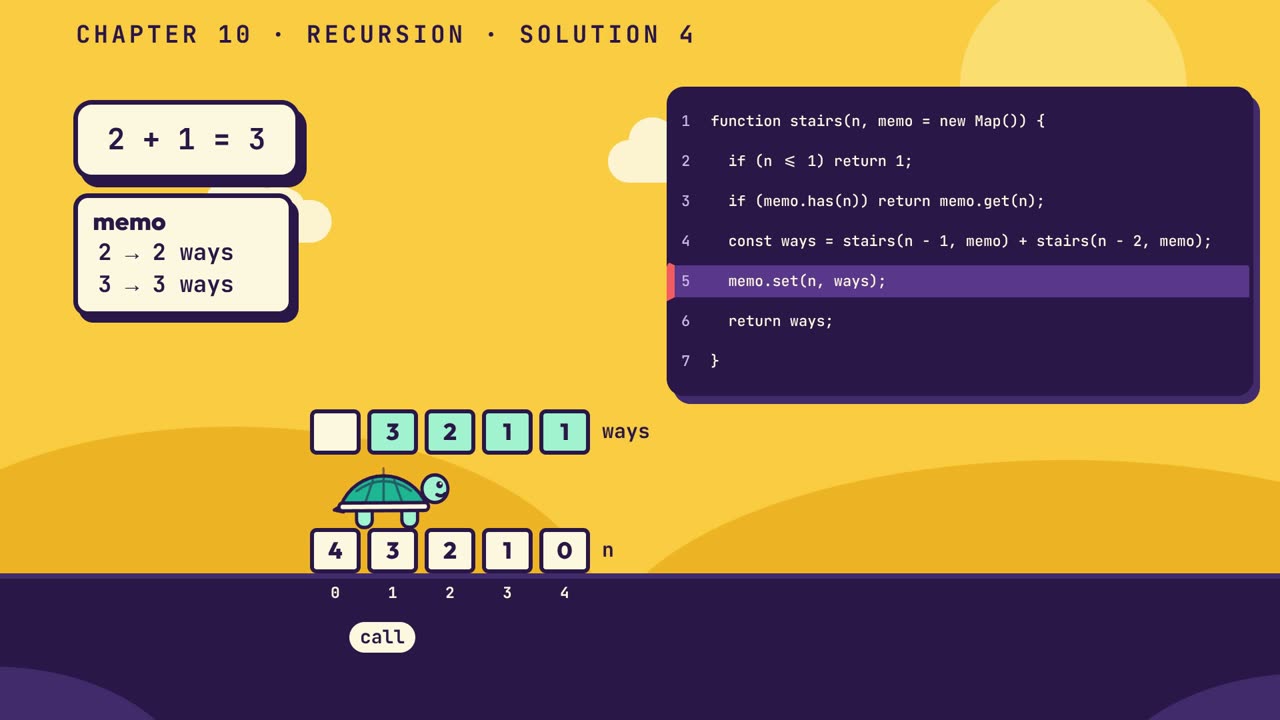 CHAPTER 10 · RECURSION · SOLUTION 4
2 + 1 = 3
memo
2 → 2 ways
3 → 3 ways
1 function stairs(n, memo = new Map()) {
2 if (n <= 1) return 1;
3 if (memo.has(n)) return memo.get(n);
4 const ways = stairs(n - 1, memo) + stairs(n - 2, memo);
5 memo.set(n, ways);
6 return ways;
7 }
3 2 1 1 ways
4 3 2 1 0 n
0 1 2 3 4
call